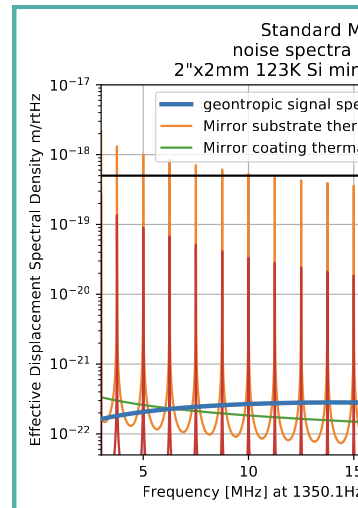 Standard M
noise spectra
2"x2mm 123K Si mir
geontropic signal spe
Mirror substrate ther
Mirror coating therma
Effective Displacement Spectral Density m/rtHz
10⁻¹⁷
10⁻¹⁸
10⁻¹⁹
10⁻²⁰
10⁻²¹
10⁻²²
5
10
15
Frequency [MHz] at 1350.1Hz